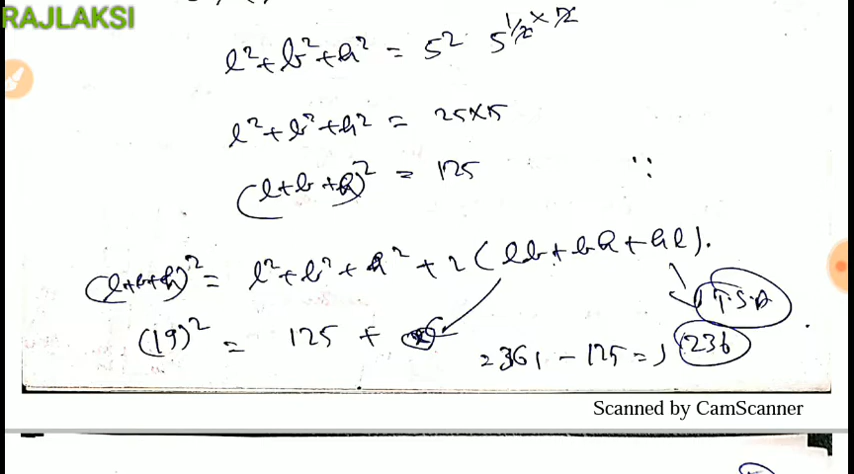 RAJLAKSI
l² + b² + h² = 5² 5^1/2 × 2
l² + b² + h² = 25×5
(l+b+h)² = 125 ∵
(l+b+h)² = l² + b² + h² + 2 (lb + bh + hl).
T.S.A
(19)² = 125 +
= 361 - 125 = 236
Scanned by CamScanner